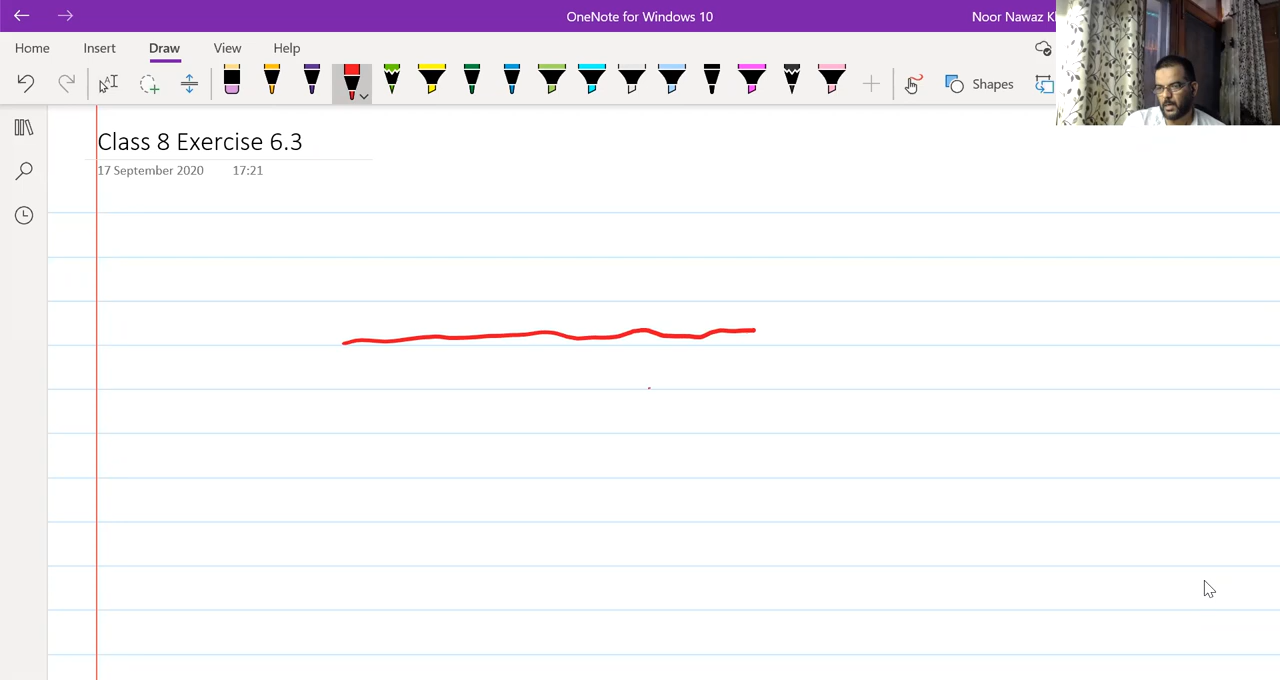 OneNote for Windows 10
Noor Nawaz
Home Insert Draw View Help
Shapes
Class 8 Exercise 6.3
17 September 2020 17:21